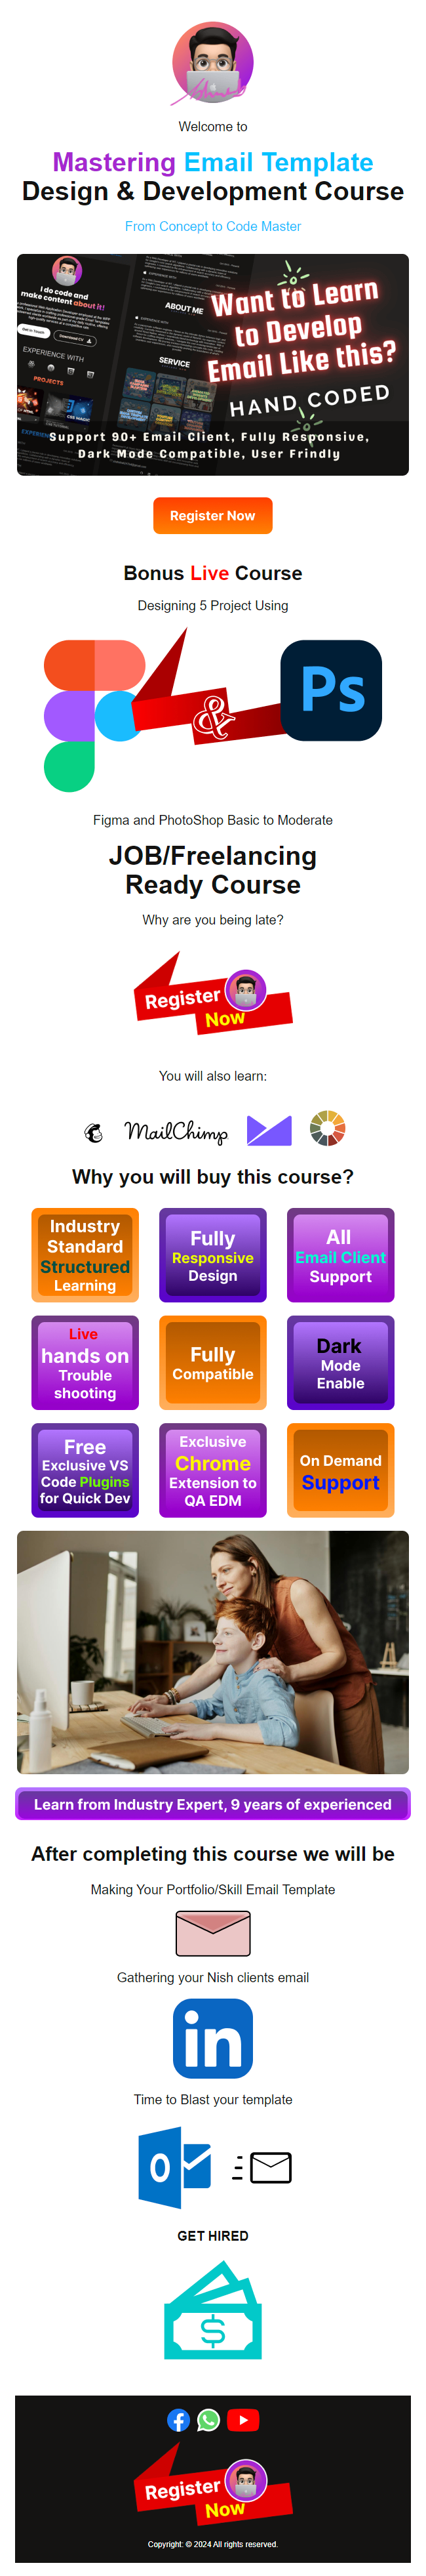 Welcome to
Mastering Email Template
Design & Development Course
From Concept to Code Master
I do code and
make content about it!
Get In Touch
Download CV
EXPERIENCE WITH
PROJECTS
ABOUT ME
SERVICE
EXPERIENCE WITH
Want to Learn
to Develop
Email Like this?
HAND CODED
Support 90+ Email Client, Fully Responsive,
Dark Mode Compatible, User Frindly
Register Now
Bonus Live Course
Designing 5 Project Using
&
Ps
Figma and PhotoShop Basic to Moderate
JOB/Freelancing
Ready Course
Why are you being late?
Register
Now
You will also learn:
MailChimp
Why you will buy this course?
Industry
Standard
Structured
Learning
Fully
Responsive
Design
All
Email Client
Support
Live
hands on
Trouble
shooting
Fully
Compatible
Dark
Mode
Enable
Free
Exclusive VS
Code Plugins
for Quick Dev
Exclusive
Chrome
Extension to
QA EDM
On Demand
Support
Learn from Industry Expert, 9 years of experienced
After completing this course we will be
Making Your Portfolio/Skill Email Template
Gathering your Nish clients email
in
Time to Blast your template
O
GET HIRED
$
Register
Now
Copyright: © 2024 All rights reserved.